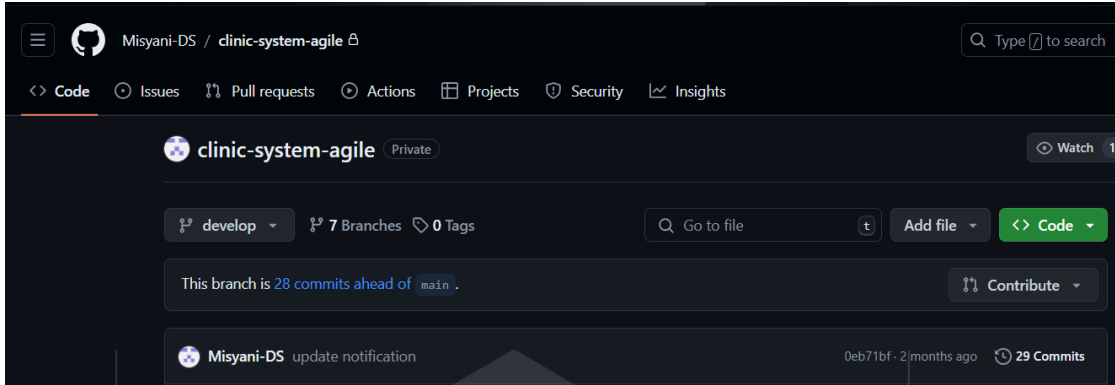 Misyani-DS / clinic-system-agile Type / to search
Code Issues Pull requests Actions Projects Security Insights
clinic-system-agile Private Watch 1
develop 7 Branches 0 Tags Go to file t Add file Code
This branch is 28 commits ahead of main .
Contribute
Misyani-DS update notification 0eb71bf · 2 months ago 29 Commits